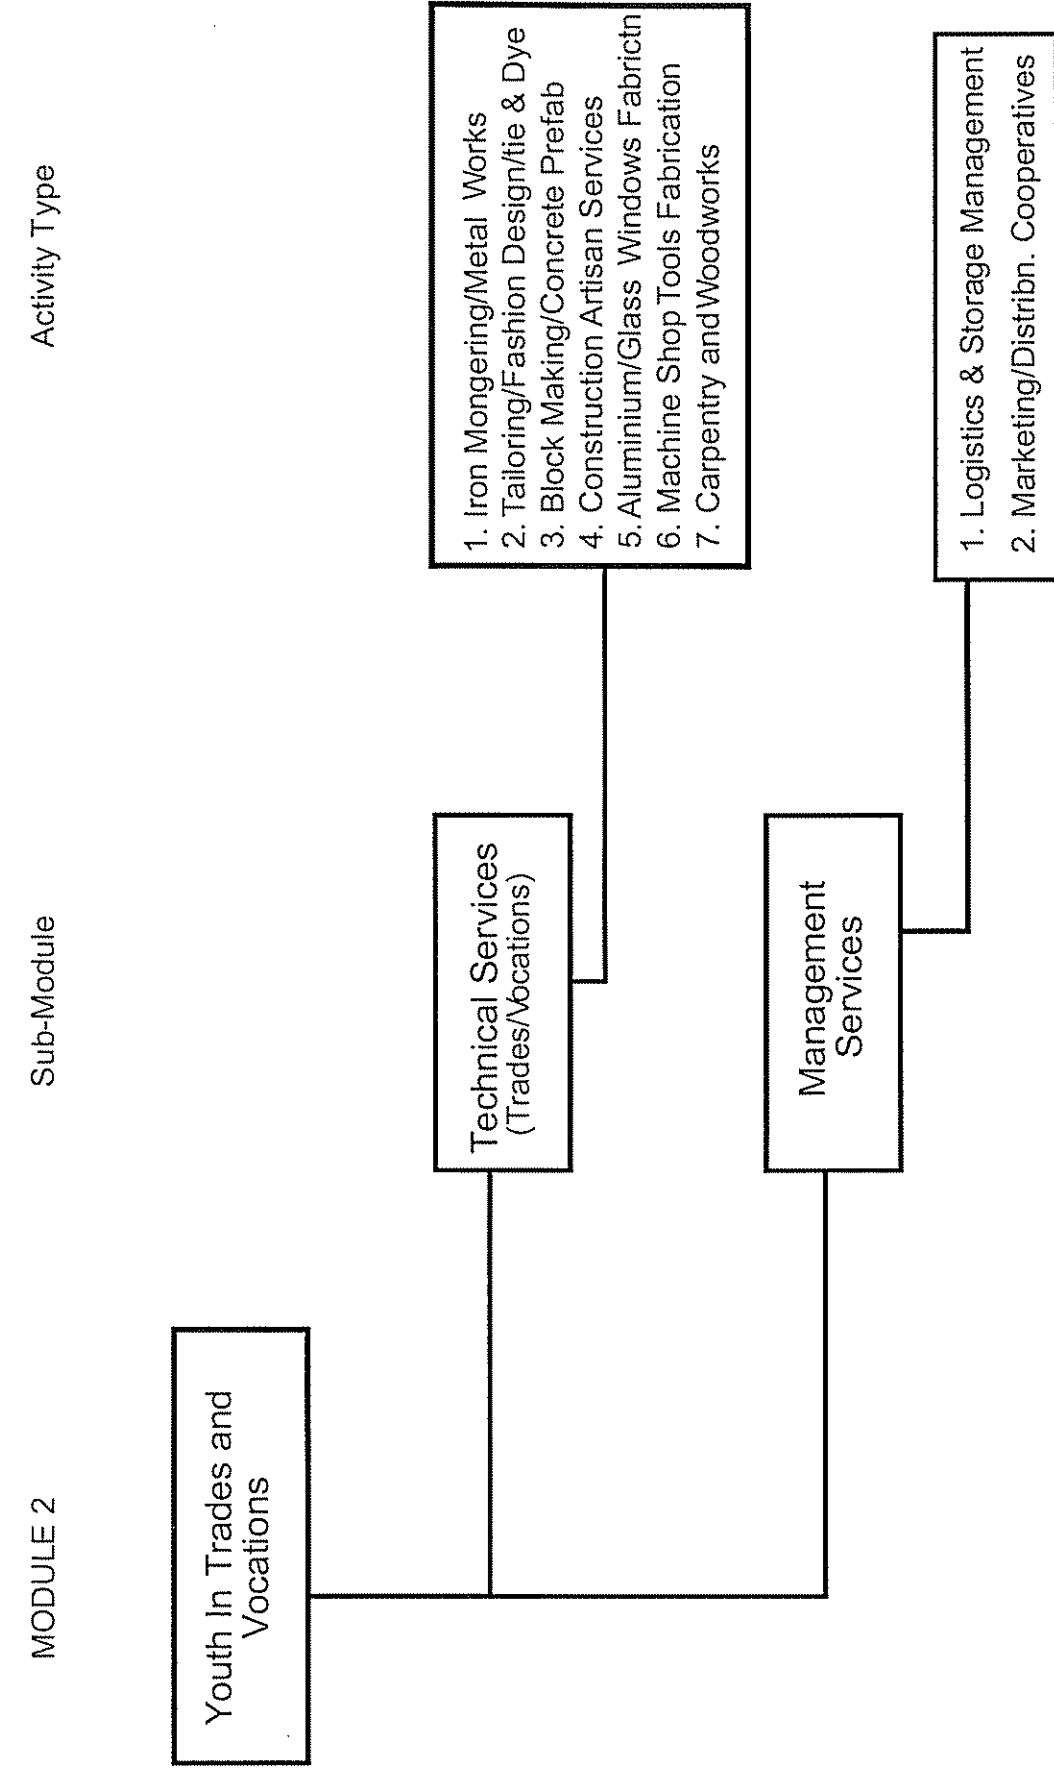 MODULE 2
Sub-Module
Activity Type
Youth In Trades and
Vocations
Technical Services
(Trades/Vocations)
1. Iron Mongering/Metal Works
2. Tailoring/Fashion Design/tie & Dye
3. Block Making/Concrete Prefab
4. Construction Artisan Services
5. Aluminium/Glass Windows Fabrictn
6. Machine Shop Tools Fabrication
7. Carpentry and Woodworks
Management
Services
1. Logistics & Storage Management
2. Marketing/Distribn. Cooperatives